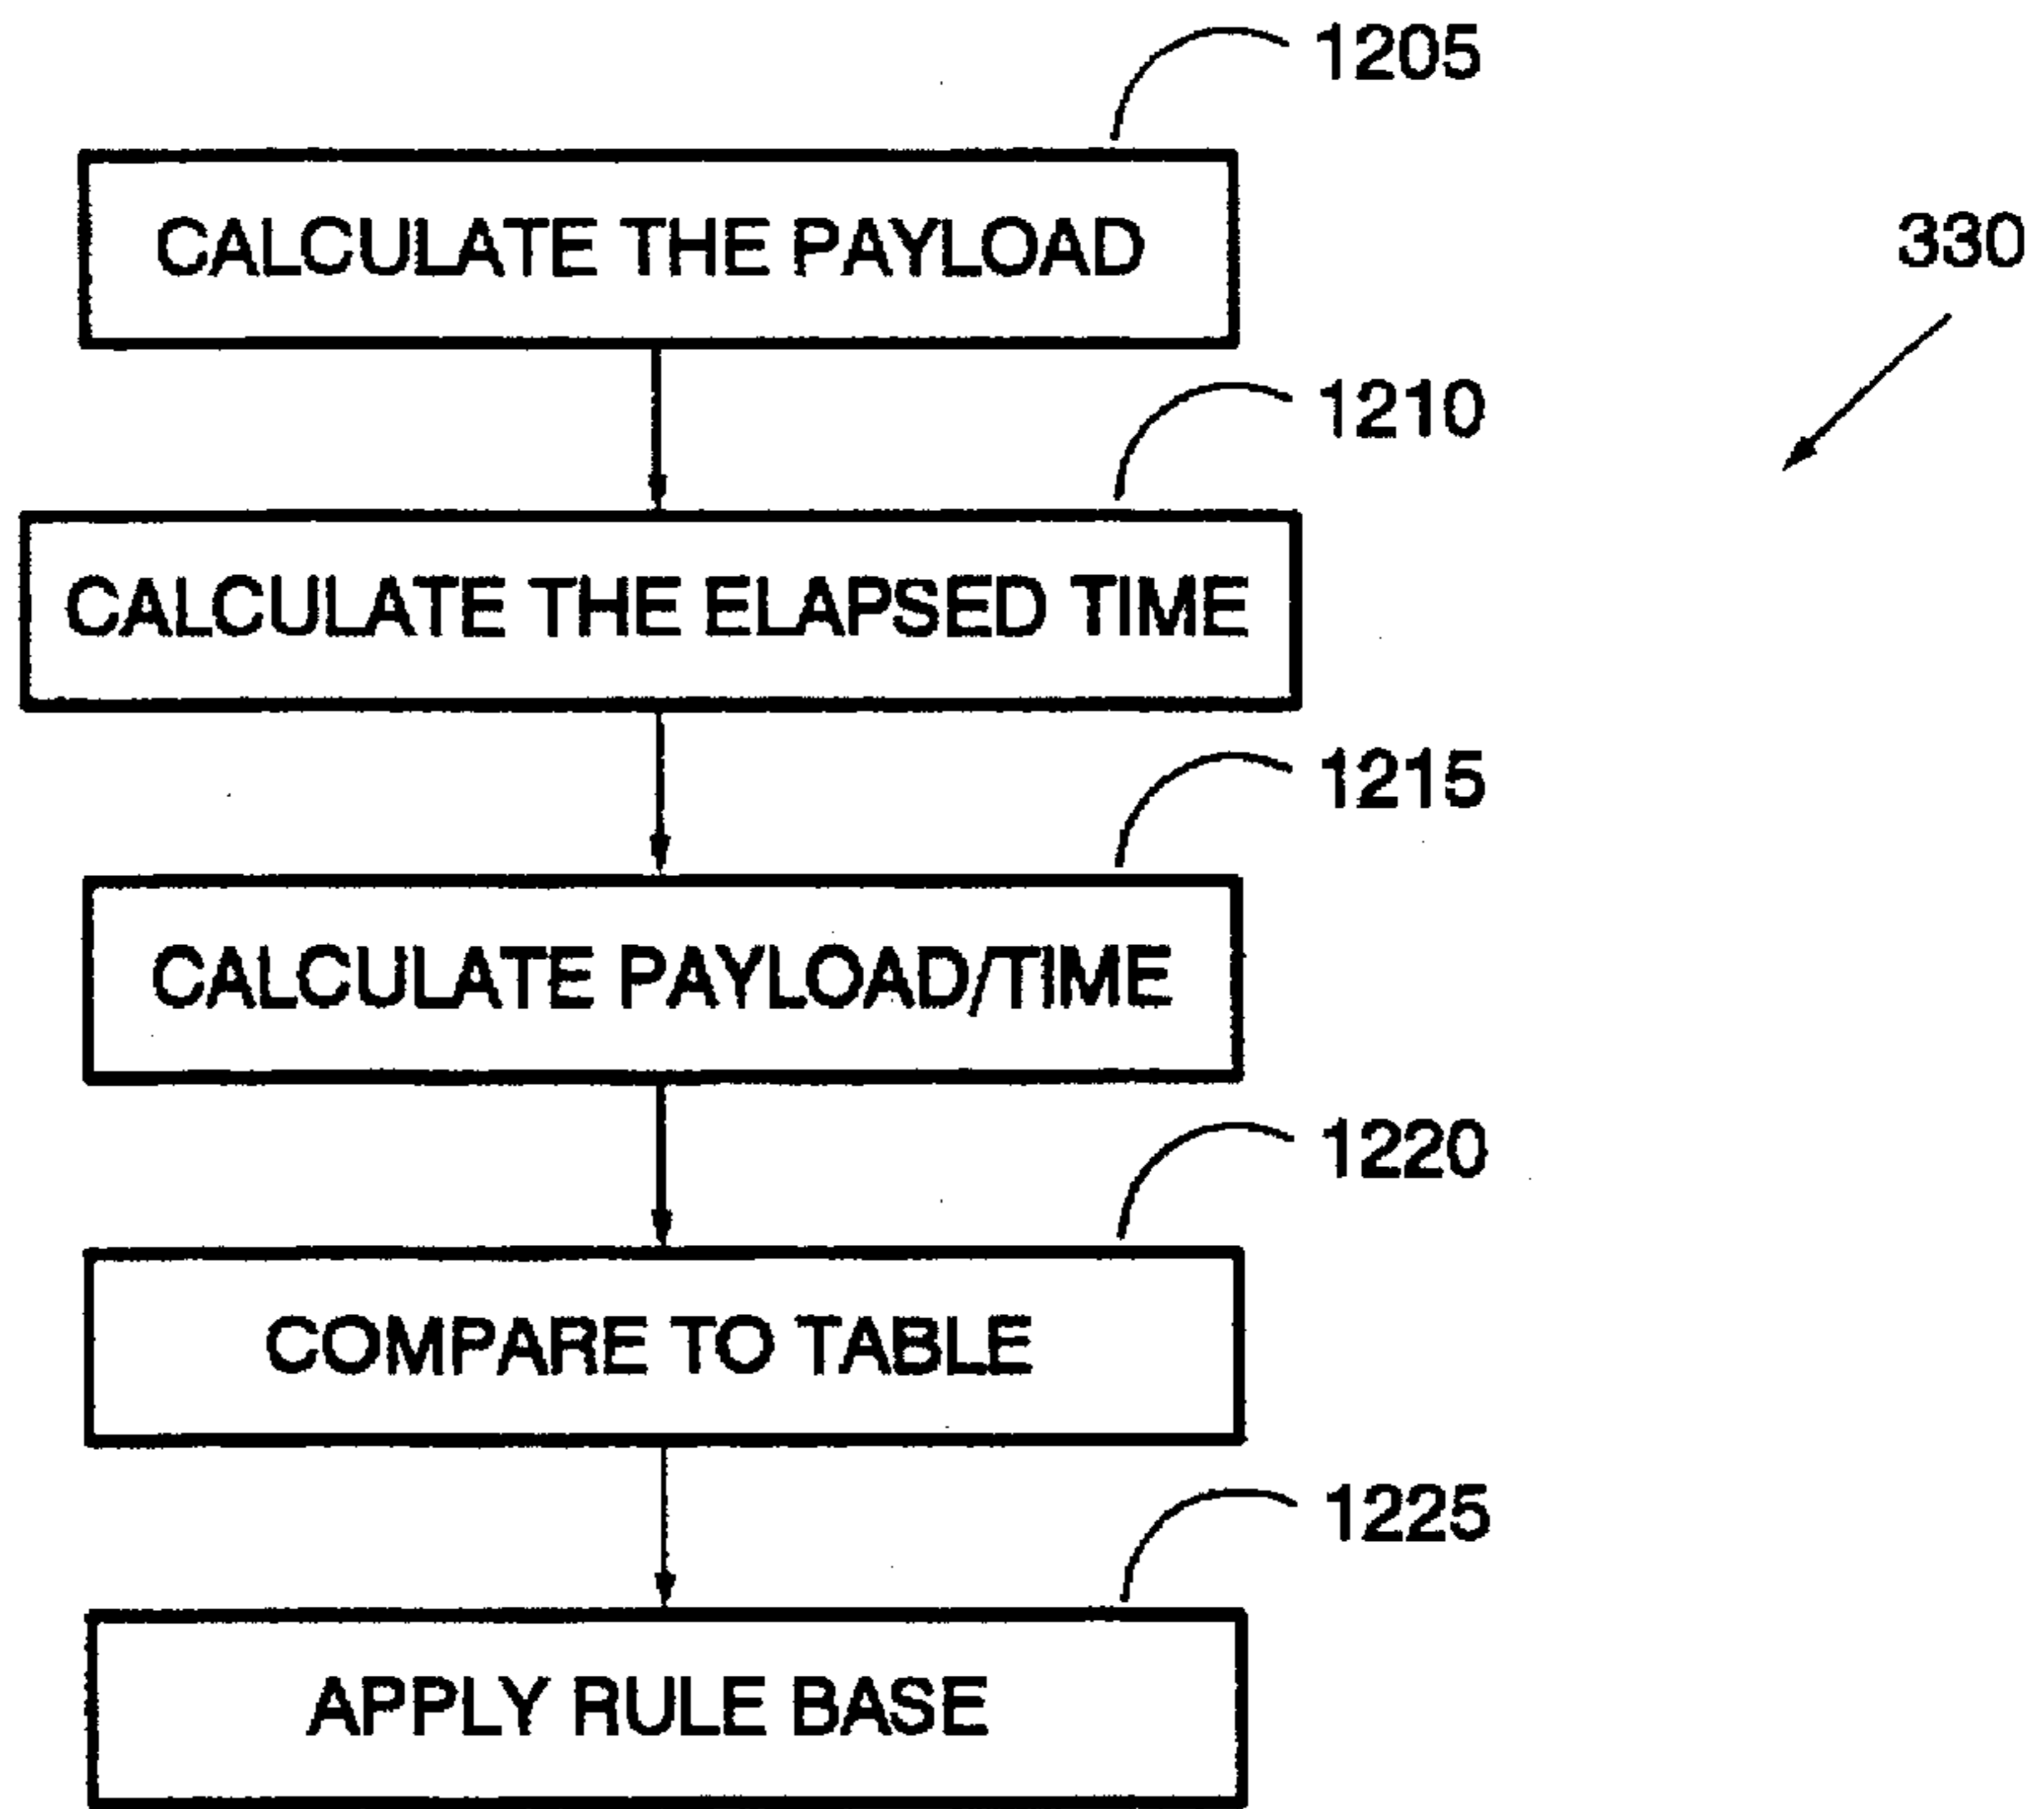 1205
CALCULATE THE PAYLOAD
330
1210
CALCULATE THE ELAPSED TIME
1215
CALCULATE PAYLOAD/TIME
1220
COMPARE TO TABLE
1225
APPLY RULE BASE